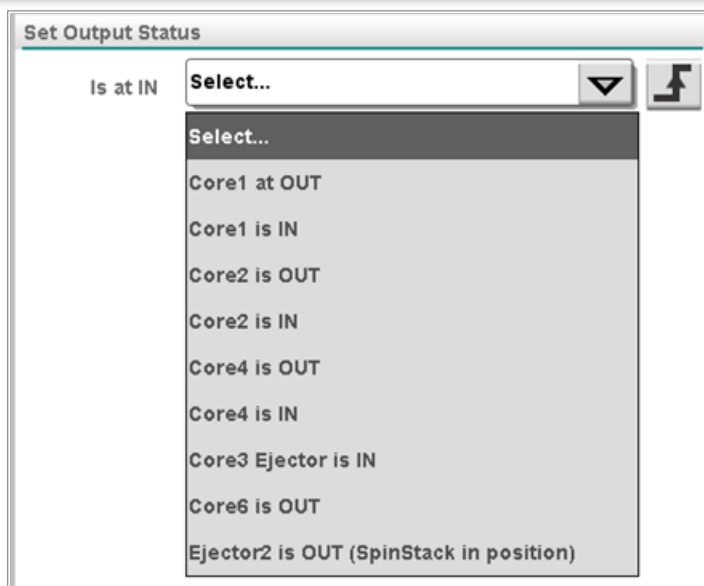 Set Output Status
Is at IN Select...
Select...
Core1 at OUT
Core1 is IN
Core2 is OUT
Core2 is IN
Core4 is OUT
Core4 is IN
Core3 Ejector is IN
Core6 is OUT
Ejector2 is OUT (SpinStack in position)